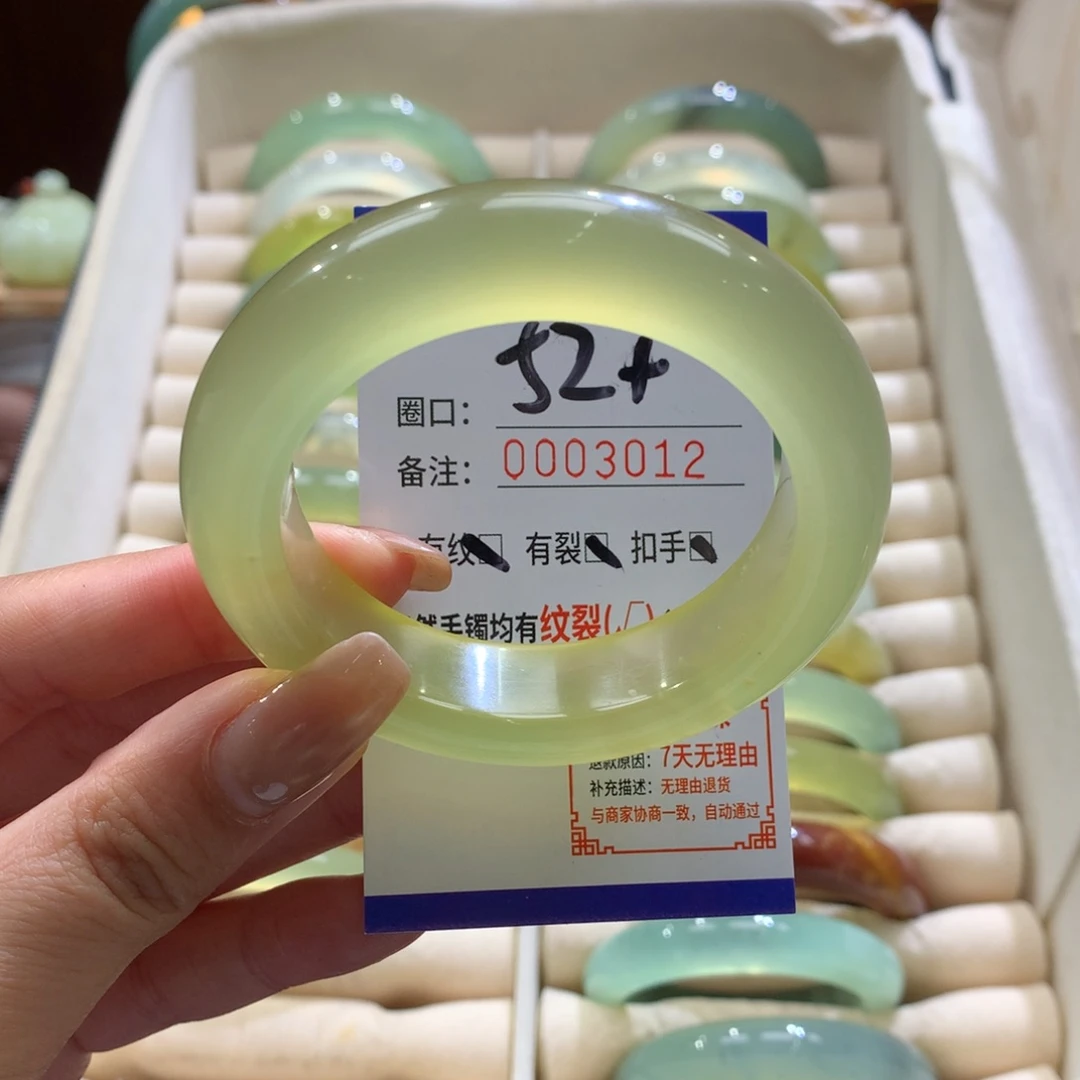 圈口： 52+
备注： 0003012
有纹 有裂 扣手
然手镯均有纹裂(√)
退款原因：7天无理由
补充描述：无理由退货
与商家协商一致，自动通过